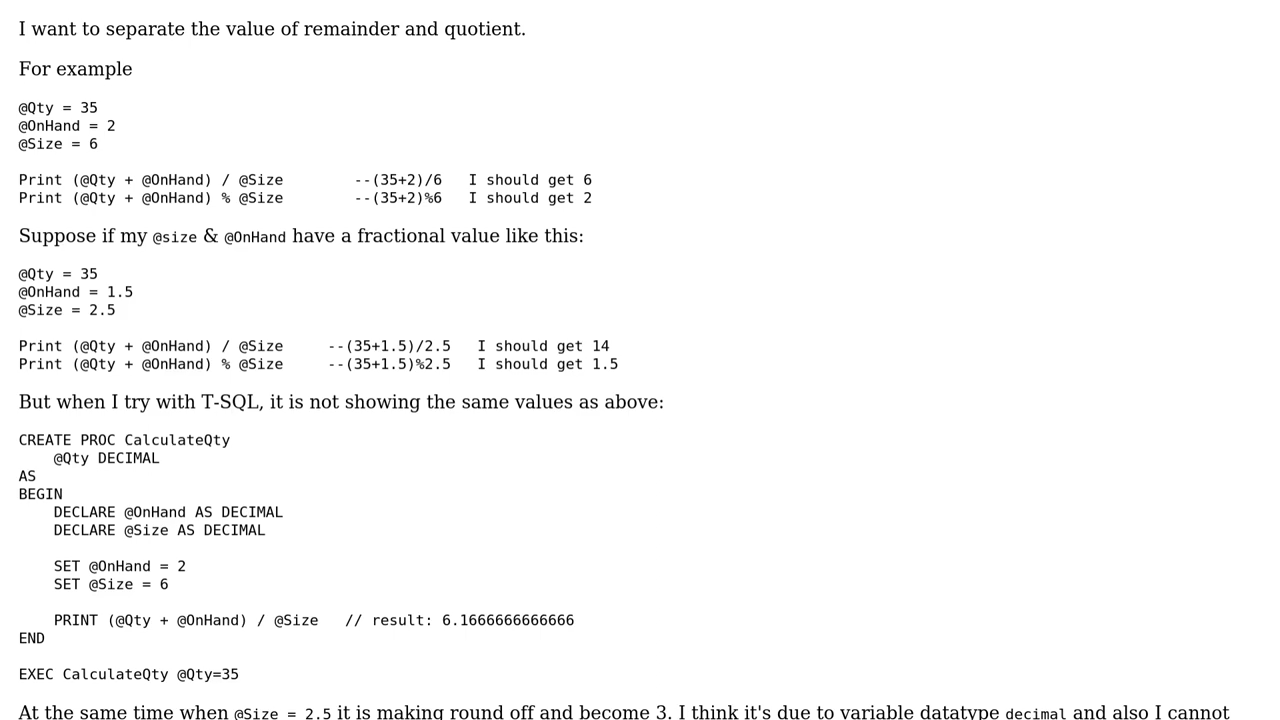 I want to separate the value of remainder and quotient.
For example
@Qty = 35
@OnHand = 2
@Size = 6
Print (@Qty + @OnHand) / @Size        --(35+2)/6   I should get 6
Print (@Qty + @OnHand) % @Size        --(35+2)%6   I should get 2
Suppose if my @size & @OnHand have a fractional value like this:
@Qty = 35
@OnHand = 1.5
@Size = 2.5
Print (@Qty + @OnHand) / @Size     --(35+1.5)/2.5   I should get 14
Print (@Qty + @OnHand) % @Size     --(35+1.5)%2.5   I should get 1.5
But when I try with T-SQL, it is not showing the same values as above:
CREATE PROC CalculateQty
    @Qty DECIMAL
AS
BEGIN
    DECLARE @OnHand AS DECIMAL
    DECLARE @Size AS DECIMAL
    SET @OnHand = 2
    SET @Size = 6
    PRINT (@Qty + @OnHand) / @Size   // result: 6.1666666666666
END
EXEC CalculateQty @Qty=35
At the same time when @Size = 2.5 it is making round off and become 3. I think it's due to variable datatype decimal and also I cannot